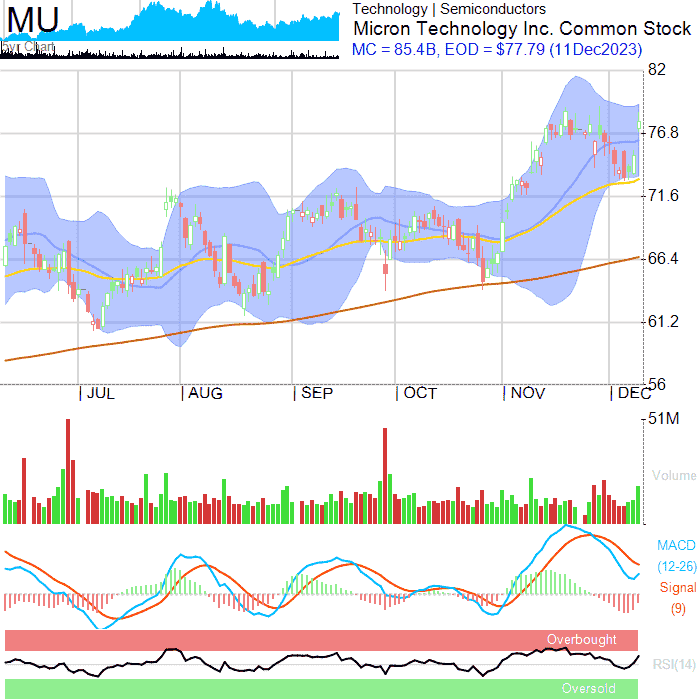 MU
Technology | Semiconductors
Micron Technology Inc. Common Stock
MC = 85.4B, EOD = $77.79 (11Dec2023)
82
76.8
71.6
66.4
61.2
56
| JUL | AUG | SEP | OCT | NOV | DEC
51M
Volume
MACD
(12-26)
Signal
(9)
Overbought
RSI(14)
Oversold